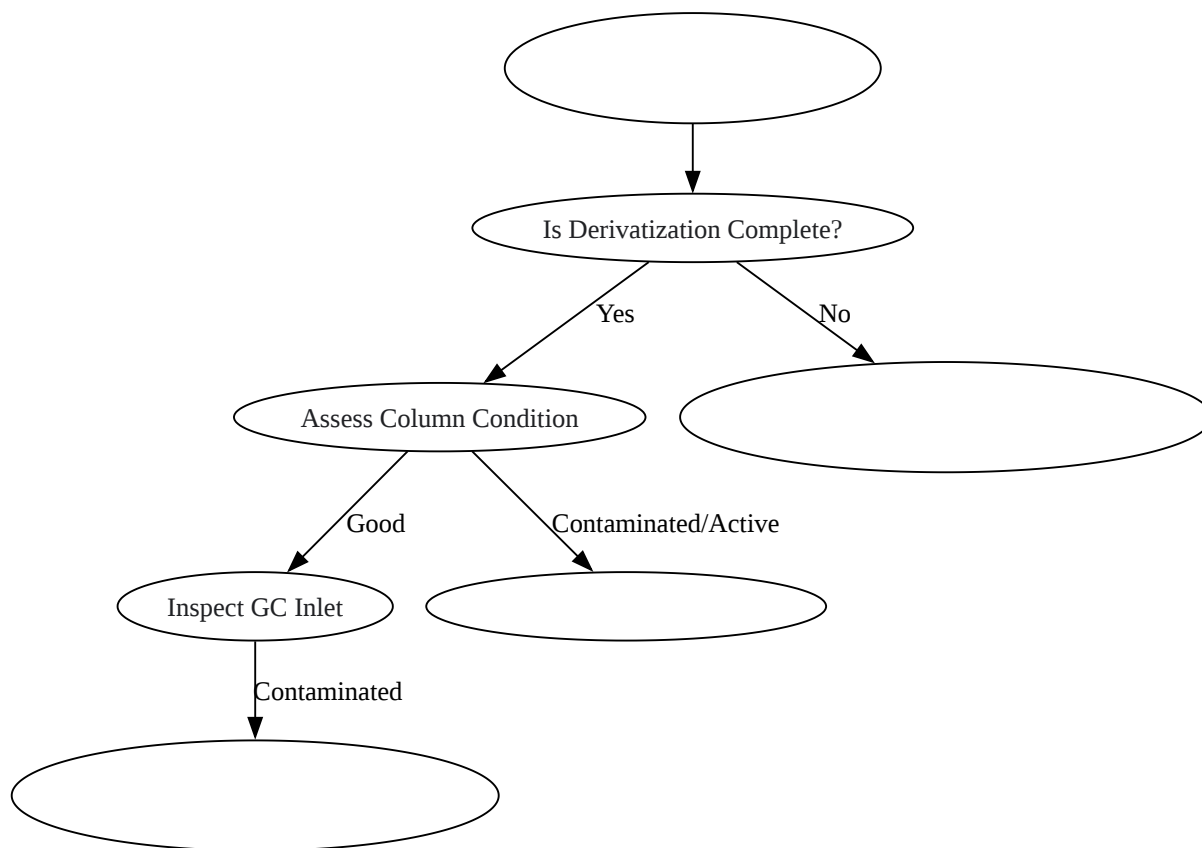 Is Derivatization Complete?
Yes
No
Assess Column Condition
Good
Contaminated/Active
Inspect GC Inlet
Contaminated